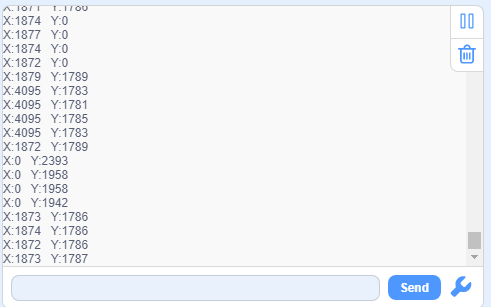 X:1871 Y:1786
X:1874 Y:0
X:1877 Y:0
X:1874 Y:0
X:1872 Y:0
X:1879 Y:1789
X:4095 Y:1783
X:4095 Y:1781
X:4095 Y:1785
X:4095 Y:1783
X:1872 Y:1789
X:0 Y:2393
X:0 Y:1958
X:0 Y:1958
X:0 Y:1942
X:1873 Y:1786
X:1874 Y:1786
X:1872 Y:1786
X:1873 Y:1787
Send